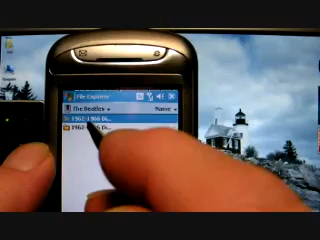 File Explorer
The Beatles
Name
1962-1966 Di...
1962-1966 Di...